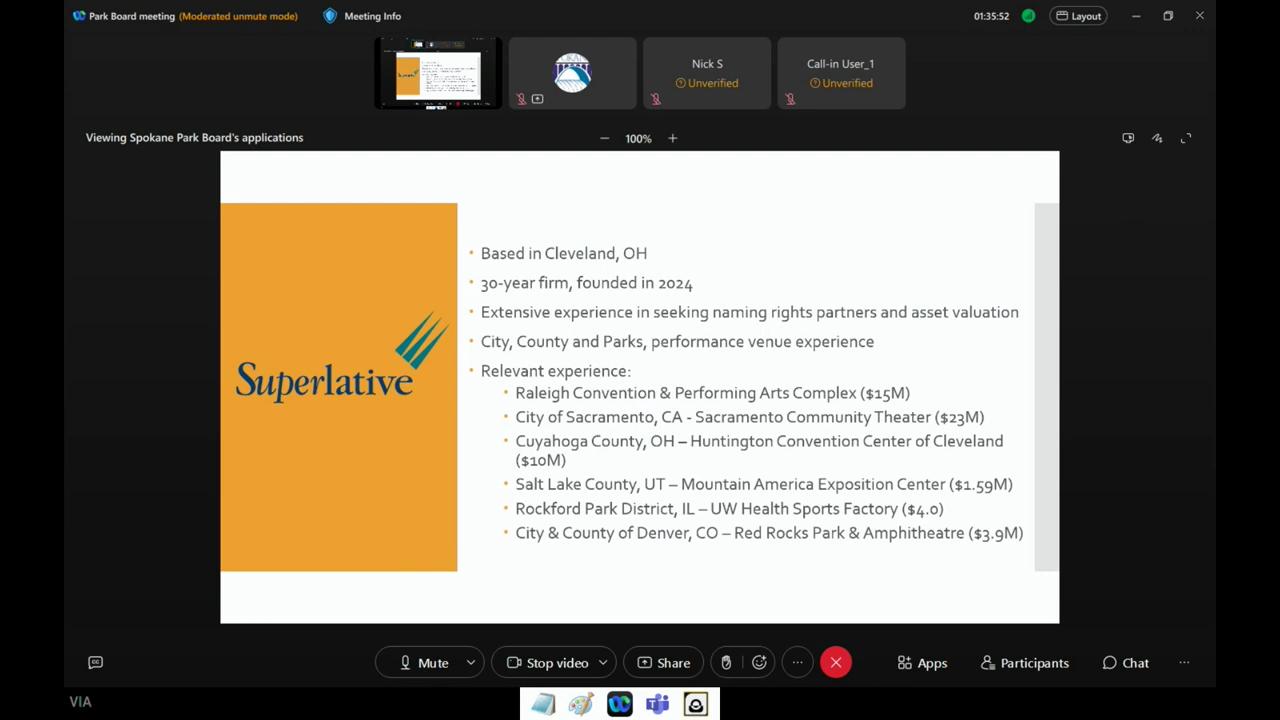 Park Board meeting (Moderated unmute mode)
Meeting Info
01:35:52
Layout
Nick S
Unverified
Call-in User_1
Unverified
Viewing Spokane Park Board's applications
100%
Superlative
• Based in Cleveland, OH
• 30-year firm, founded in 2024
• Extensive experience in seeking naming rights partners and asset valuation
• City, County and Parks, performance venue experience
• Relevant experience:
• Raleigh Convention & Performing Arts Complex ($15M)
• City of Sacramento, CA - Sacramento Community Theater ($23M)
• Cuyahoga County, OH – Huntington Convention Center of Cleveland
($10M)
• Salt Lake County, UT – Mountain America Exposition Center ($1.59M)
• Rockford Park District, IL – UW Health Sports Factory ($4.0)
• City & County of Denver, CO – Red Rocks Park & Amphitheatre ($3.9M)
Mute
Stop video
Share
Apps
Participants
Chat
VIA